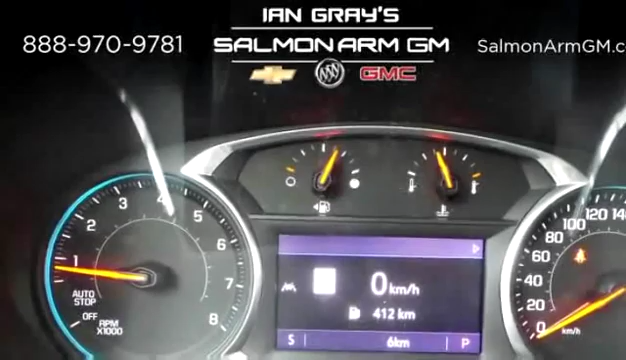 IAN GRAY'S
888-970-9781
SALMON ARM GM
SalmonArmGM.c
GMC
1
2
3
4
5
6
7
8
AUTO
STOP
OFF
RPM
X1000
0 km/h
412 km
S
6km
P
0
20
40
60
80
100
120
140
km/h